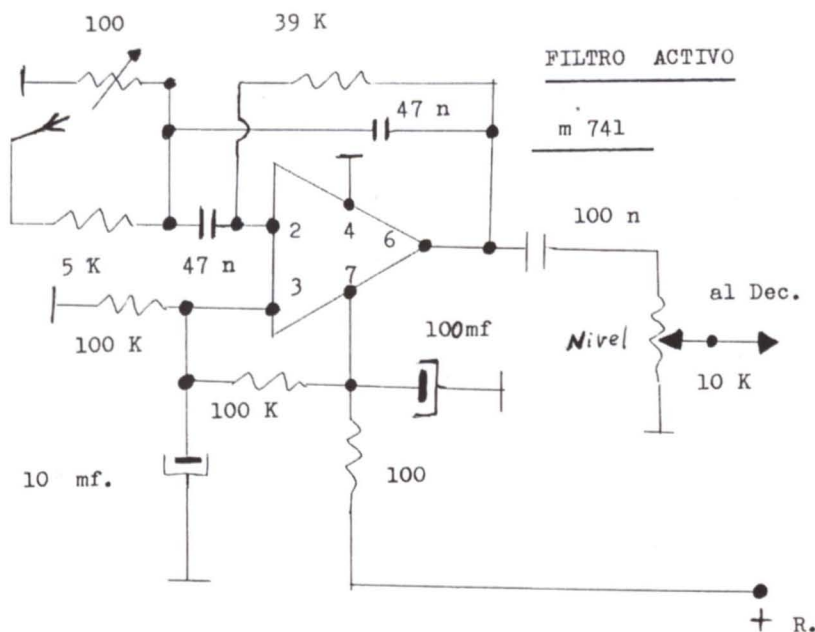 100
39 K
FILTRO ACTIVO
47 n
m 741
100 n
2
4
6
5 K
47 n
3
7
al Dec.
100 K
100mf
Nivel
10 K
100 K
10 mf.
100
+ R.